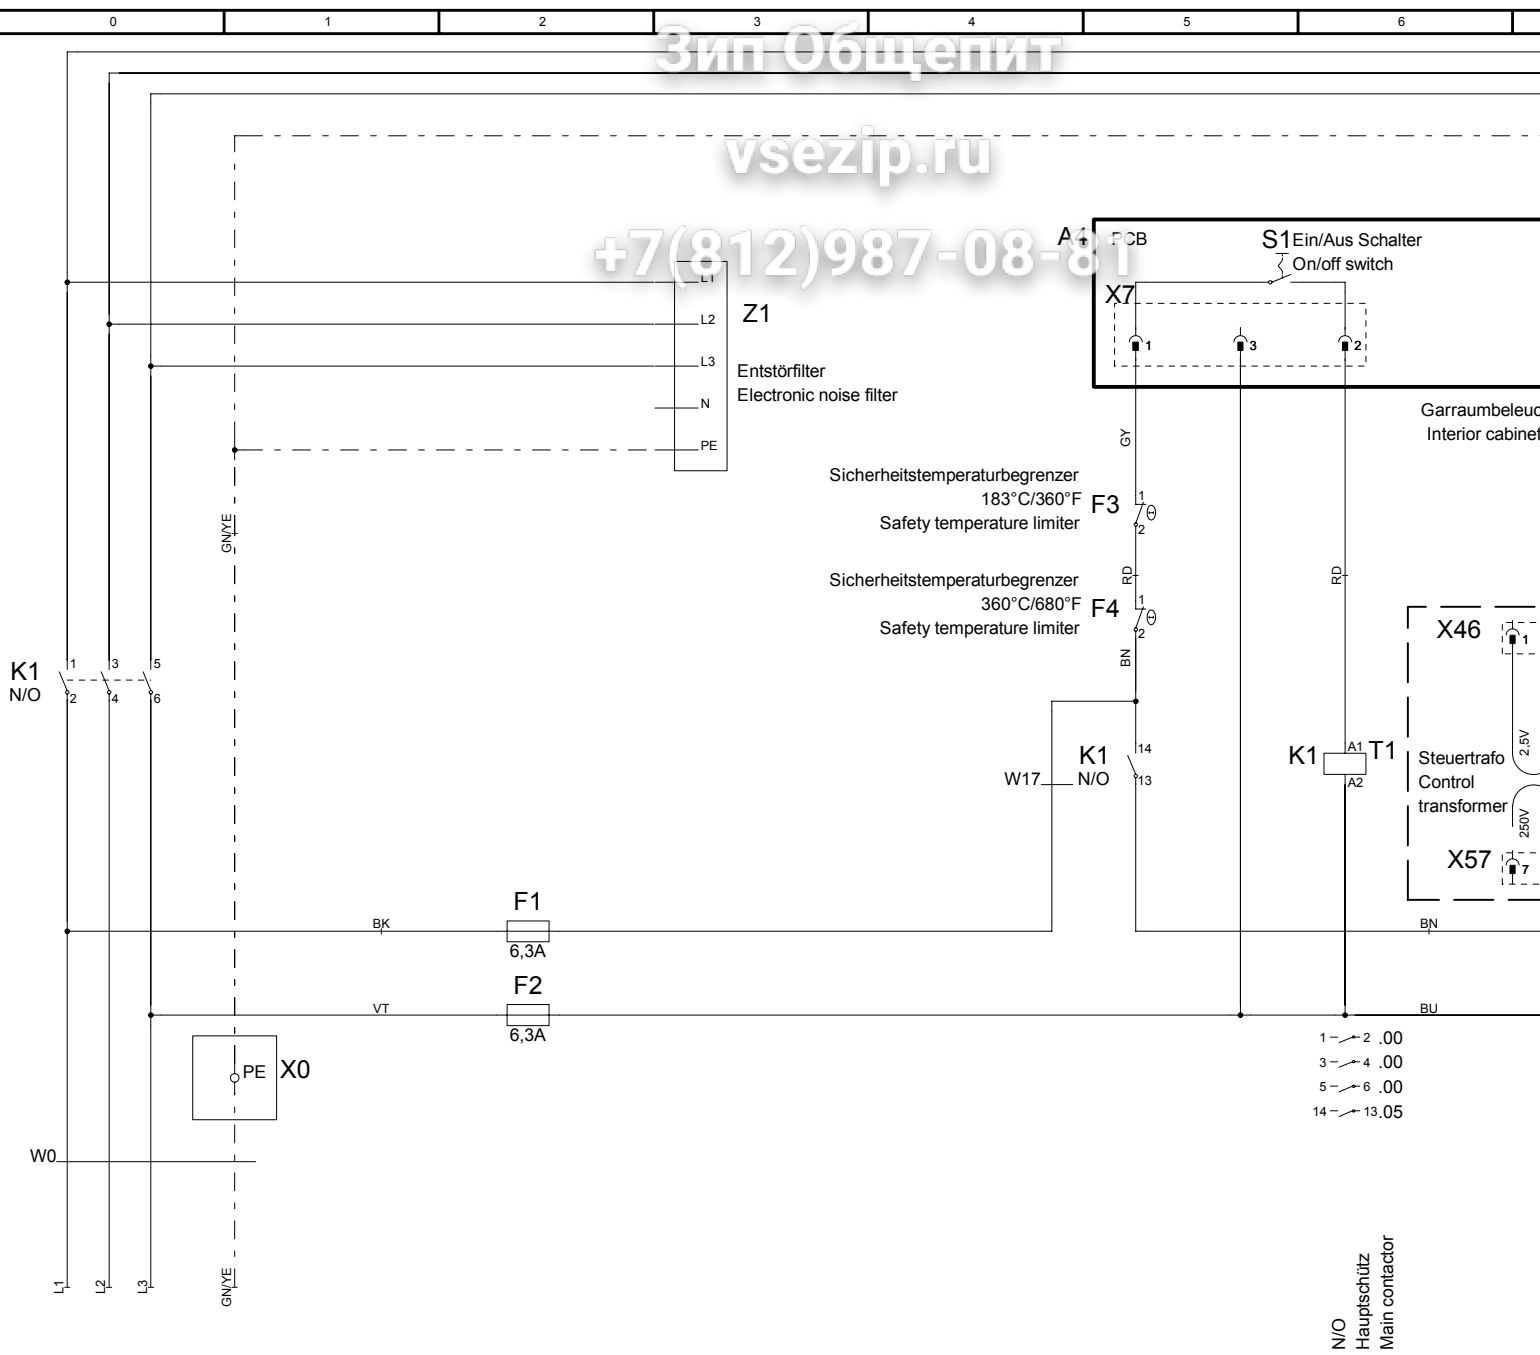 0 1 2 3 4 5 6
Зип Общепит
vsezip.ru
+7(812)987-08-81
A4 PCB
S1 Ein/Aus Schalter
On/off switch
X7
1 3 2
L1
L2
L3
N
PE
Z1
Entstörfilter
Electronic noise filter
Garraumbeleuc
Interior cabinet
GY
Sicherheitstemperaturbegrenzer
183°C/360°F
Safety temperature limiter
F3
1
2
GN/YE
RD
RD
Sicherheitstemperaturbegrenzer
360°C/680°F
Safety temperature limiter
F4
1
2
BN
X46
1
K1
N/O
1 3 5
2 4 6
W17
K1
N/O
14
13
K1
A1
A2
T1
Steuertrafo
Control
transformer
2,5V
250V
X57
7
F1
BK
6,3A
BN
F2
VT
6,3A
BU
PE X0
1 2 .00
3 4 .00
5 6 .00
14 13 .05
W0
L1
L2
L3
GN/YE
N/O
Hauptschütz
Main contactor